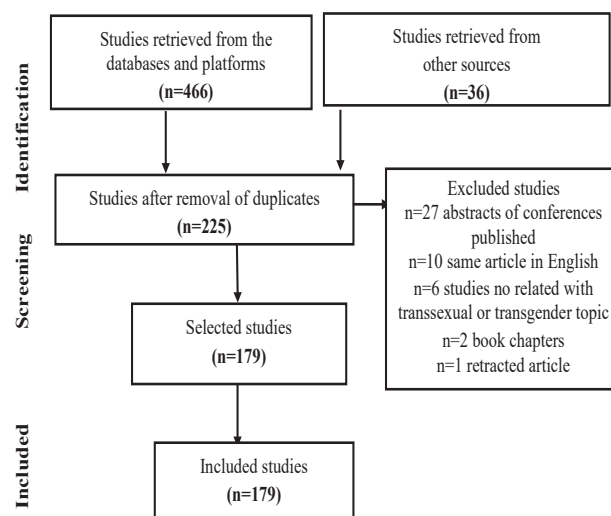 Identification
Studies retrieved from the
databases and platforms
(n=466)
Studies retrieved from
other sources
(n=36)
Screening
Studies after removal of duplicates
(n=225)
Excluded studies
n=27 abstracts of conferences
published
n=10 same article in English
n=6 studies no related with
transsexual or transgender topic
n=2 book chapters
n=1 retracted article
Selected studies
(n=179)
Included
Included studies
(n=179)